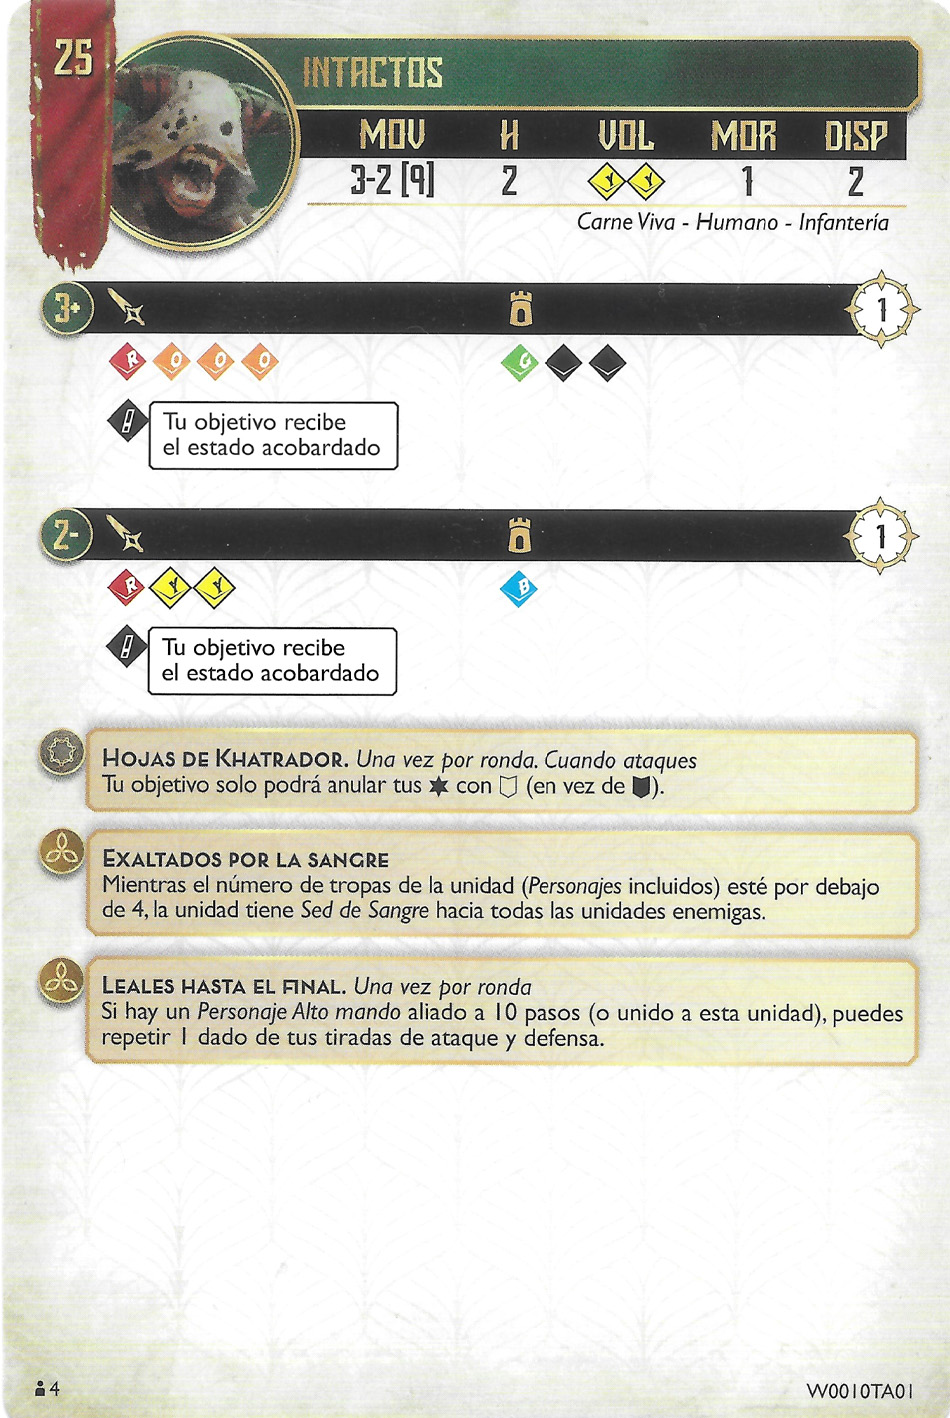 25
INTACTOS
MOV H VOL MOR DISP
3-2 [9] 2 Y Y 1 2
Carne Viva - Humano - Infantería
3+ 1
R O O O G
Tu objetivo recibe
el estado acobardado
2- 1
R Y Y B
Tu objetivo recibe
el estado acobardado
HOJAS DE KHATRADOR. Una vez por ronda. Cuando ataques
Tu objetivo solo podrá anular tus con (en vez de ).
EXALTADOS POR LA SANGRE
Mientras el número de tropas de la unidad (Personajes incluidos) esté por debajo
de 4, la unidad tiene Sed de Sangre hacia todas las unidades enemigas.
LEALES HASTA EL FINAL. Una vez por ronda
Si hay un Personaje Alto mando aliado a 10 pasos (o unido a esta unidad), puedes
repetir 1 dado de tus tiradas de ataque y defensa.
4
W0010TA01